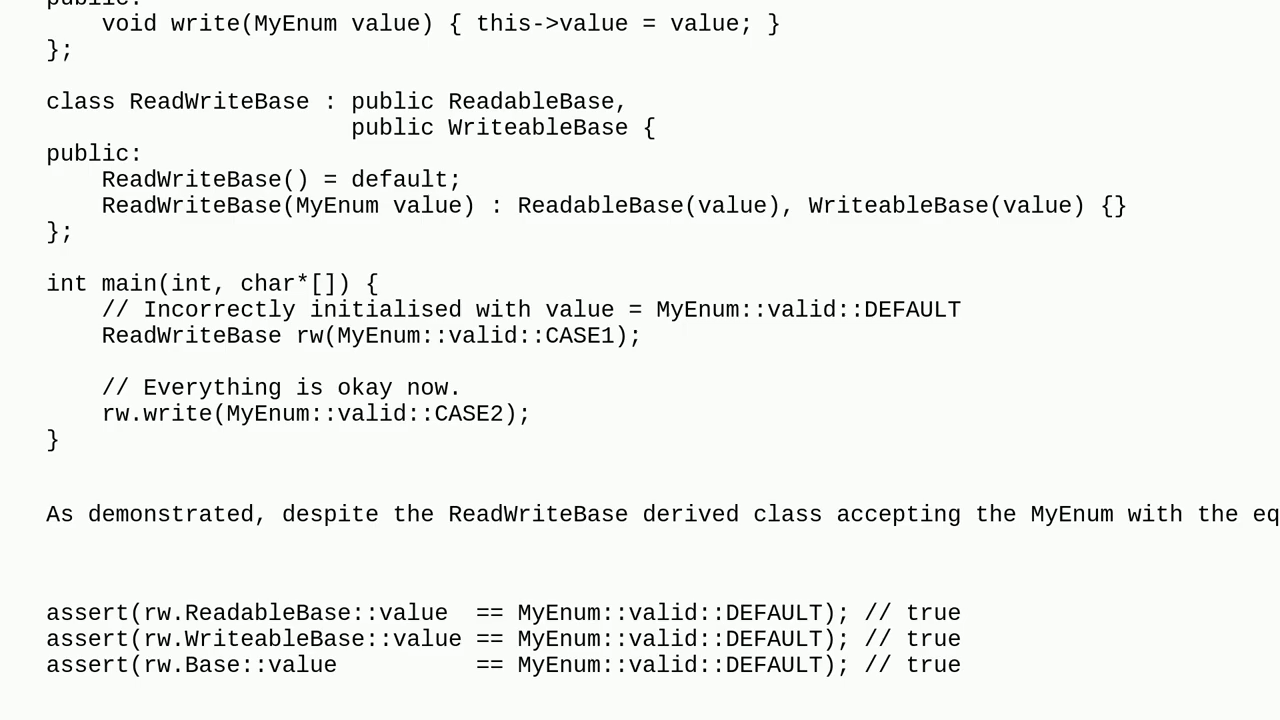 public:
    void write(MyEnum value) { this->value = value; }
};

class ReadWriteBase : public ReadableBase,
                      public WriteableBase {
public:
    ReadWriteBase() = default;
    ReadWriteBase(MyEnum value) : ReadableBase(value), WriteableBase(value) {}
};

int main(int, char*[]) {
    // Incorrectly initialised with value = MyEnum::valid::DEFAULT
    ReadWriteBase rw(MyEnum::valid::CASE1);

    // Everything is okay now.
    rw.write(MyEnum::valid::CASE2);
}

As demonstrated, despite the ReadWriteBase derived class accepting the MyEnum with the eq

assert(rw.ReadableBase::value  == MyEnum::valid::DEFAULT); // true
assert(rw.WriteableBase::value == MyEnum::valid::DEFAULT); // true
assert(rw.Base::value          == MyEnum::valid::DEFAULT); // true